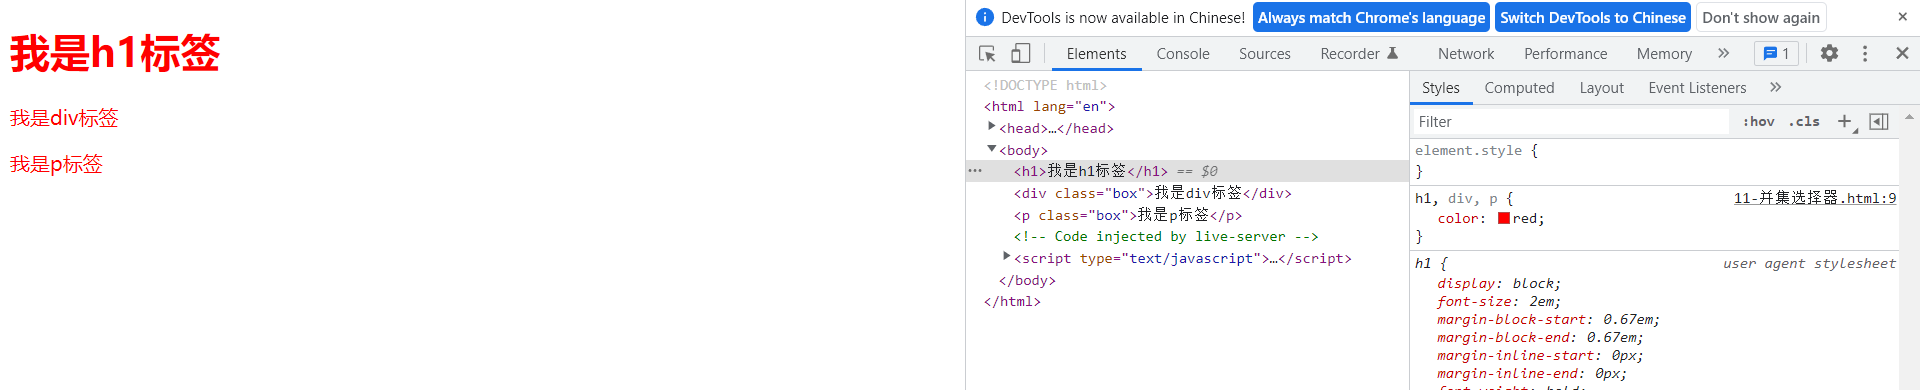 我是h1标签
我是div标签
我是p标签
DevTools is now available in Chinese! Always match Chrome's language Switch DevTools to Chinese Don't show again ×
Elements Console Sources Recorder Network Performance Memory » 1
<!DOCTYPE html>
<html lang="en">
<head>…</head>
<body>
<h1>我是h1标签</h1> == $0
<div class="box">我是div标签</div>
<p class="box">我是p标签</p>
<!-- Code injected by live-server -->
<script type="text/javascript">…</script>
</body>
</html>
Styles Computed Layout Event Listeners »
Filter :hov .cls +
element.style {
}
h1, div, p { 11-并集选择器.html:9
color: red;
}
h1 { user agent stylesheet
display: block;
font-size: 2em;
margin-block-start: 0.67em;
margin-block-end: 0.67em;
margin-inline-start: 0px;
margin-inline-end: 0px;
font-weight: bold;